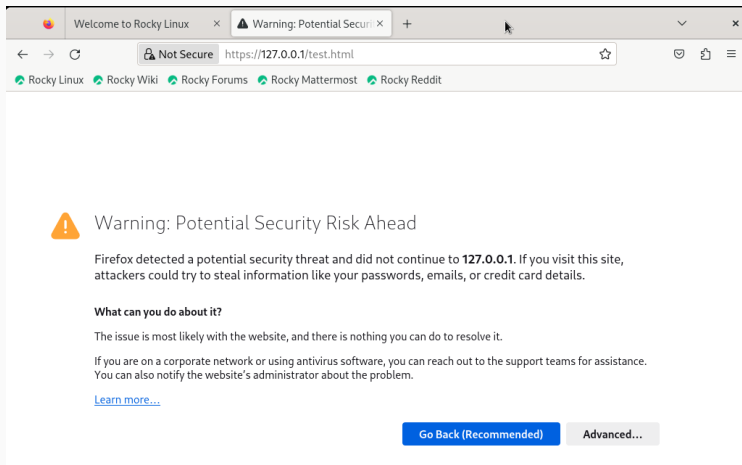 Welcome to Rocky Linux
Warning: Potential Securi
Not Secure https://127.0.0.1/test.html
Rocky Linux Rocky Wiki Rocky Forums Rocky Mattermost Rocky Reddit
Warning: Potential Security Risk Ahead
Firefox detected a potential security threat and did not continue to 127.0.0.1. If you visit this site,
attackers could try to steal information like your passwords, emails, or credit card details.
What can you do about it?
The issue is most likely with the website, and there is nothing you can do to resolve it.
If you are on a corporate network or using antivirus software, you can reach out to the support teams for assistance.
You can also notify the website's administrator about the problem.
Learn more…
Go Back (Recommended) Advanced…